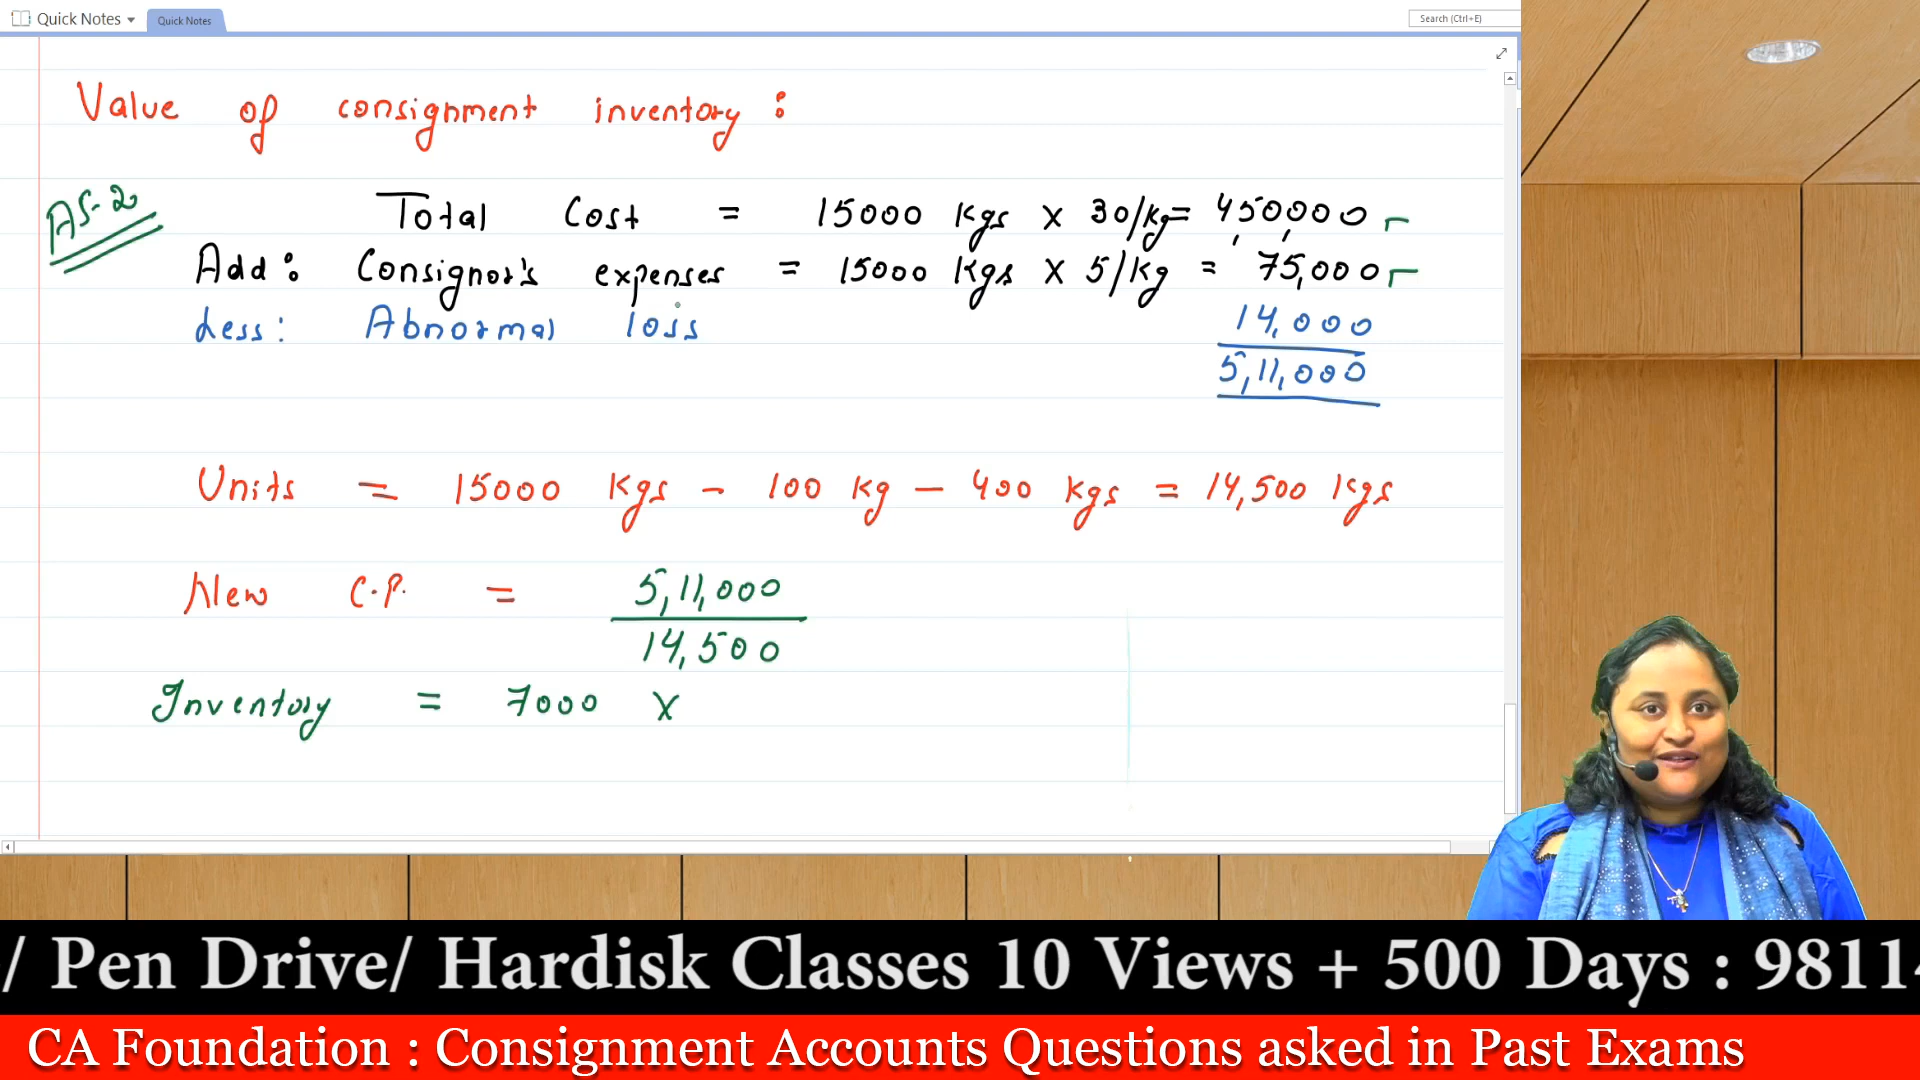 Quick Notes
Quick Notes
Search (Ctrl+E)
Value of consignment inventory :
AS-2
Total Cost = 15000 Kgs x 30/kg = 450,000
Add: Consignor's expenses = 15000 Kgs x 5/kg = 75,000
Less: Abnormal loss 14,000
5,11,000
Units = 15000 Kgs - 100 kg - 400 Kgs = 14,500 Kgs
New C.P. = 5,11,000
14,500
Inventory = 7000 x
/ Pen Drive/ Hardisk Classes 10 Views + 500 Days : 9811
CA Foundation : Consignment Accounts Questions asked in Past Exams